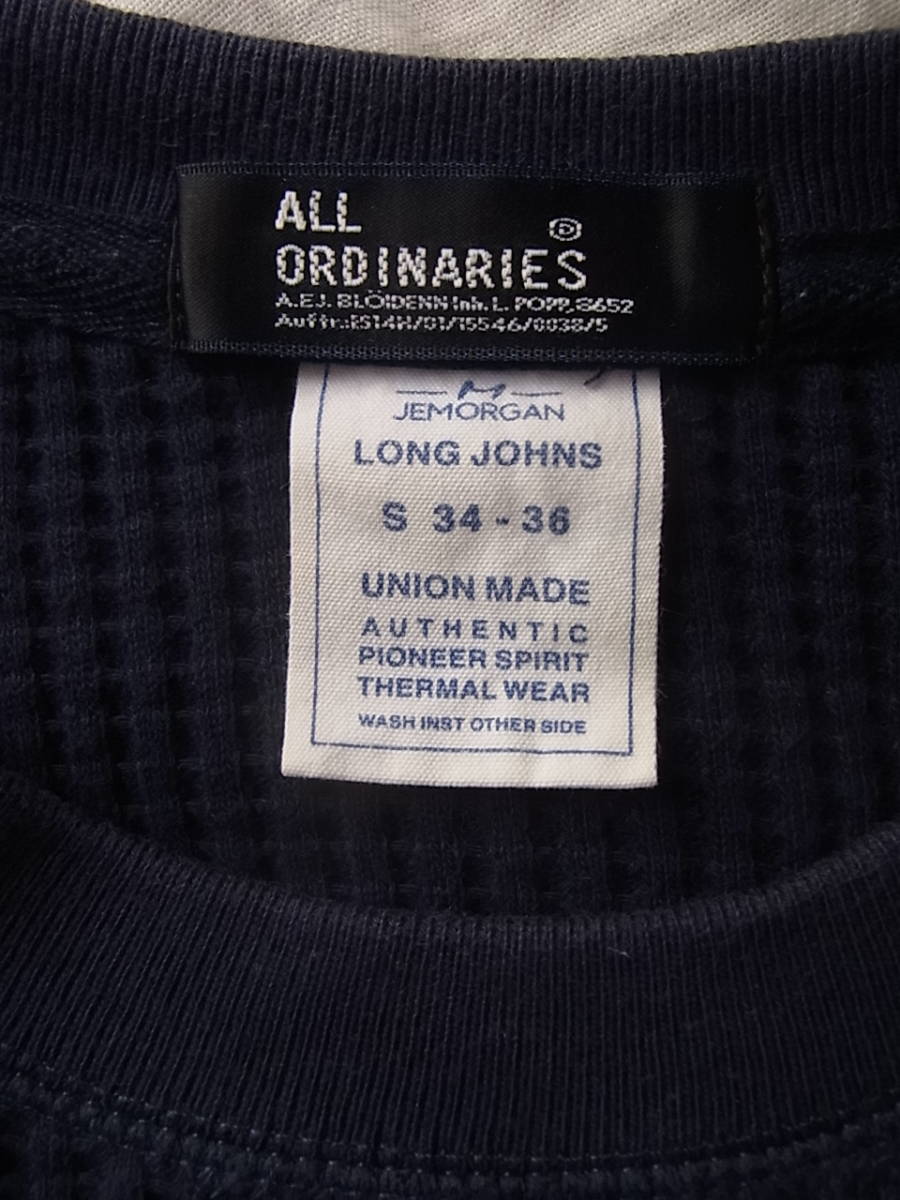 ALL
ORDINARIES
A.E.J. BLÖIDENN Inh. L. POPP, 8652
Auftr.: ES14H/01/15546/0038/5
JEMORGAN
LONG JOHNS
S 34 - 36
UNION MADE
AUTHENTIC
PIONEER SPIRIT
THERMAL WEAR
WASH INST OTHER SIDE